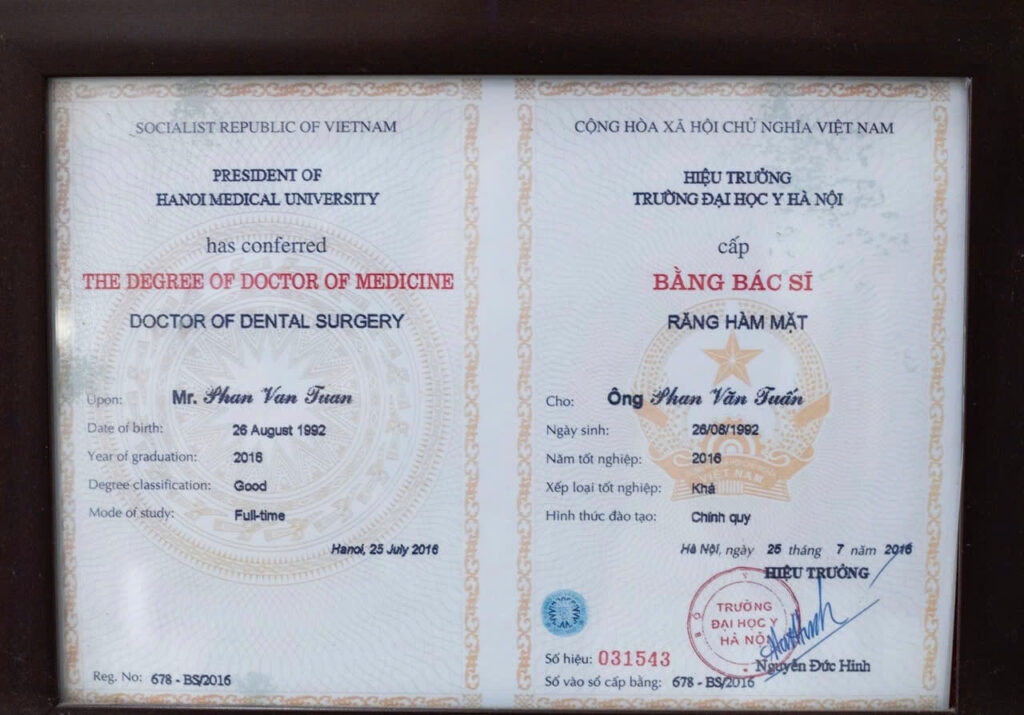 SOCIALIST REPUBLIC OF VIETNAM
PRESIDENT OF
HANOI MEDICAL UNIVERSITY
has conferred
THE DEGREE OF DOCTOR OF MEDICINE
DOCTOR OF DENTAL SURGERY
Upon: Mr. Phan Van Tuan
Date of birth: 26 August 1992
Year of graduation: 2016
Degree classification: Good
Mode of study: Full-time
Hanoi, 25 July 2016
Reg. No: 678 - BS/2016
CỘNG HÒA XÃ HỘI CHỦ NGHĨA VIỆT NAM
HIỆU TRƯỞNG
TRƯỜNG ĐẠI HỌC Y HÀ NỘI
cấp
BẰNG BÁC SĨ
RĂNG HÀM MẶT
Cho: Ông Phan Văn Tuấn
Ngày sinh: 26/08/1992
Năm tốt nghiệp: 2016
VIỆT NAM
Xếp loại tốt nghiệp: Khá
Hình thức đào tạo: Chính quy
Hà Nội, ngày 25 tháng 7 năm 2016
HIỆU TRƯỞNG
TRƯỜNG
ĐẠI HỌC Y
HÀ NỘI
Số hiệu: 031543
Nguyễn Đức Hinh
Số vào sổ cấp bằng: 678 - BS/2016